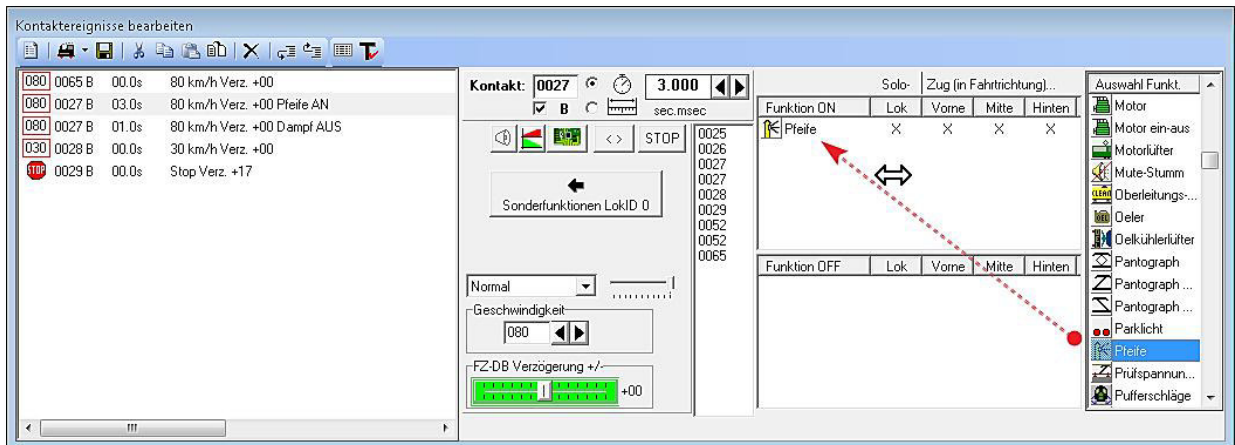 Kontaktereignisse bearbeiten
080 0065 B 00.0s 80 km/h Verz. +00
080 0027 B 03.0s 80 km/h Verz. +00 Pfeife AN
080 0027 B 01.0s 80 km/h Verz. +00 Dampf AUS
030 0028 B 00.0s 30 km/h Verz. +00
STOP 0029 B 00.0s Stop Verz. +17
Kontakt: 0027 3.000
B sec.msec
< > STOP
Sonderfunktionen LokID 0
Normal
Geschwindigkeit
080
FZ-DB Verzögerung +/-
+00
0025
0026
0027
0027
0028
0029
0052
0052
0065
Solo- Zug (in Fahrtrichtung)...
Funktion ON Lok Vorne Mitte Hinten
Pfeife X X X X
Funktion OFF Lok Vorne Mitte Hinten
Auswahl Funkt.
Motor
Motor ein-aus
Motorlüfter
Mute-Stumm
CLEAN Oberleitungs-...
OEL Oeler
Oelkühlerlüfter
Pantograph
Pantograph ...
Pantograph ...
Parklicht
Pfeife
Prüfspannun...
Pufferschläge